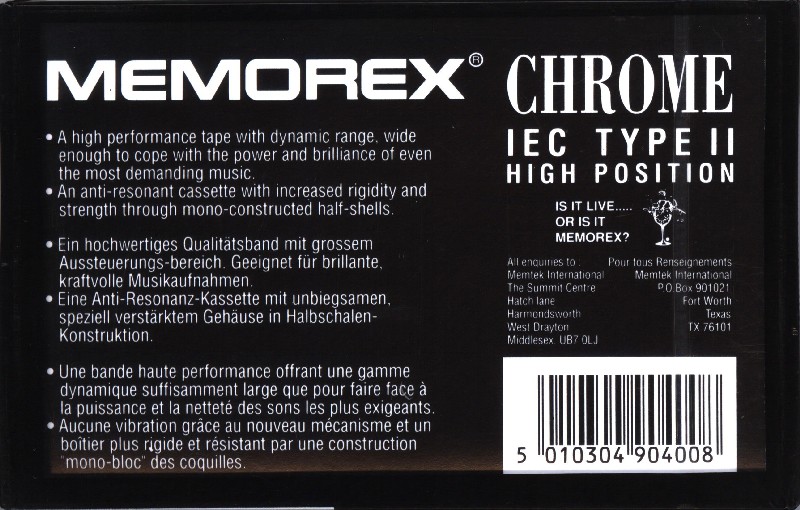 MEMOREX®
• A high performance tape with dynamic range, wide
enough to cope with the power and brilliance of even
the most demanding music.
• An anti-resonant cassette with increased rigidity and
strength through mono-constructed half-shells.
• Ein hochwertiges Qualitätsband mit grossem
Aussteuerungs-bereich. Geeignet für brillante,
kraftvolle Musikaufnahmen.
• Eine Anti-Resonanz-Kassette mit unbiegsamen,
speziell verstärktem Gehäuse in Halbschalen-
Konstruktion.
• Une bande haute performance offrant une gamme
dynamique suffisamment large que pour faire face à
la puissance et la netteté des sons les plus exigeants.
• Aucune vibration grâce au nouveau mécanisme et un
boîtier plus rigide et résistant par une construction
"mono-bloc" des coquilles.
CHROME
IEC TYPE II
HIGH POSITION
IS IT LIVE.....
OR IS IT
MEMOREX?
All enquiries to :
Memtek International
The Summit Centre
Hatch lane
Harmondsworth
West Drayton
Middlesex. UB7 0LJ
Pour tous Renseignements
Memtek International
P.O.Box 901021
Fort Worth
Texas
TX 76101
5 010304 904008